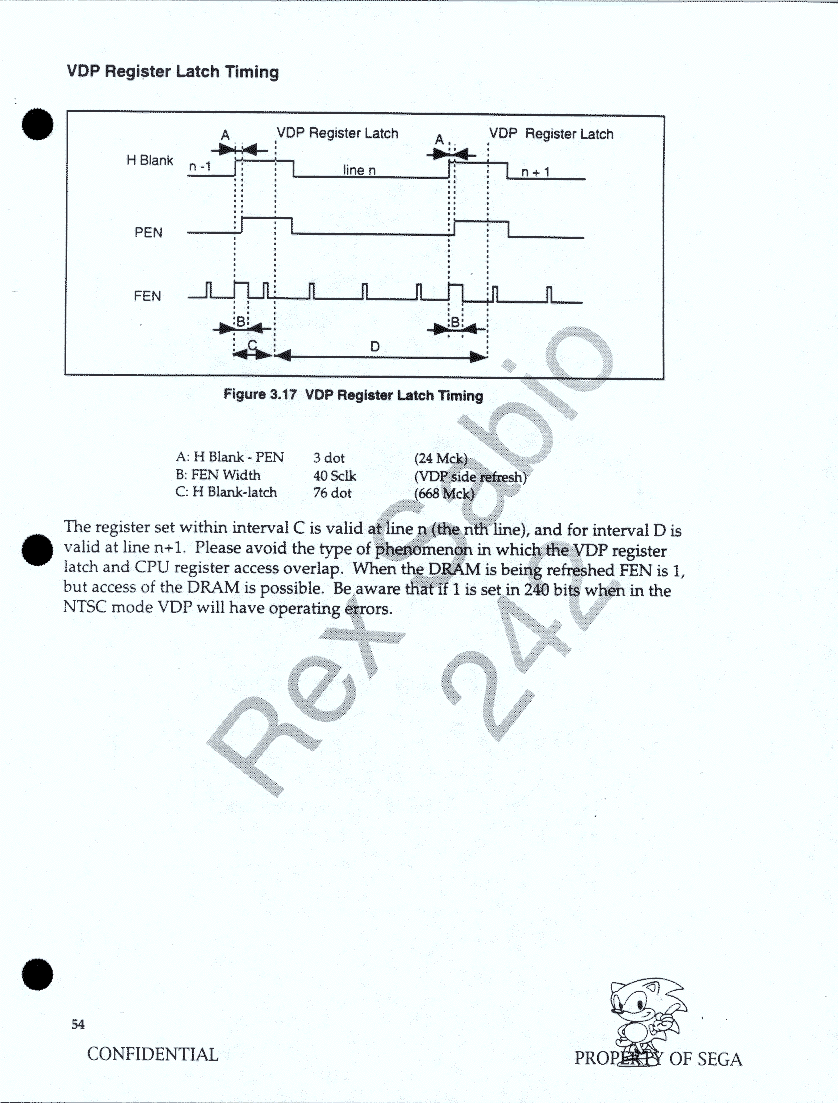 VDP Register Latch Timing
A VDP Register Latch A VDP Register Latch
H Blank n -1 line n n + 1
PEN
FEN
B B
C D
Figure 3.17 VDP Register Latch Timing
A: H Blank - PEN 3 dot (24 Mck)
B: FEN Width 40 Sclk (VDP side refresh)
C: H Blank-latch 76 dot (668 Mck)
The register set within interval C is valid at line n (the nth line), and for interval D is
valid at line n+1. Please avoid the type of phenomenon in which the VDP register
latch and CPU register access overlap. When the DRAM is being refreshed FEN is 1,
but access of the DRAM is possible. Be aware that if 1 is set in 240 bits when in the
NTSC mode VDP will have operating errors.
Rex Sabio
242
54
CONFIDENTIAL PROPERTY OF SEGA